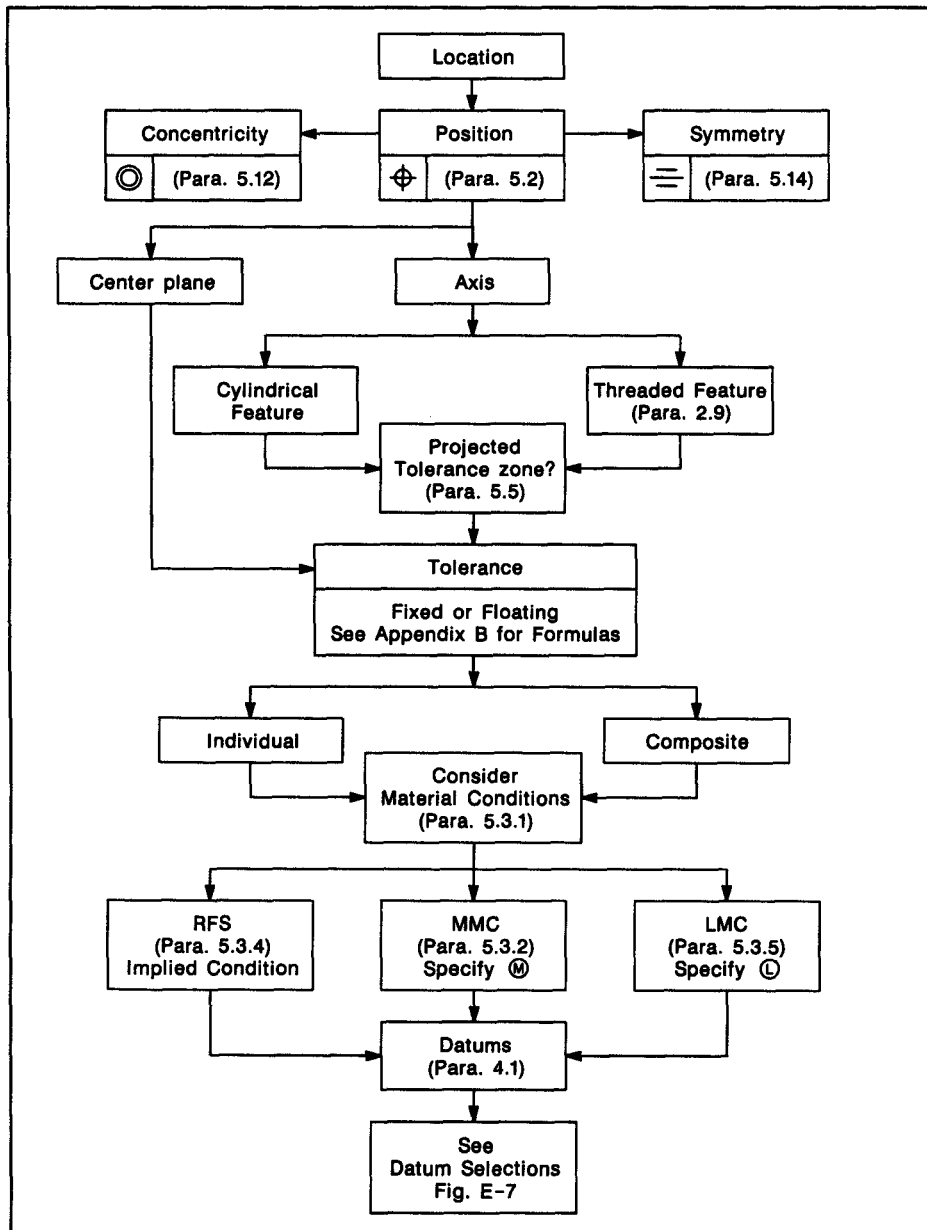 Location
Concentricity
(Para. 5.12)
Position
(Para. 5.2)
Symmetry
(Para. 5.14)
Center plane
Axis
Cylindrical
Feature
Threaded Feature
(Para. 2.9)
Projected
Tolerance zone?
(Para. 5.5)
Tolerance
Fixed or Floating
See Appendix B for Formulas
Individual
Composite
Consider
Material Conditions
(Para. 5.3.1)
RFS
(Para. 5.3.4)
Implied Condition
MMC
(Para. 5.3.2)
Specify Ⓜ
LMC
(Para. 5.3.5)
Specify Ⓛ
Datums
(Para. 4.1)
See
Datum Selections
Fig. E-7